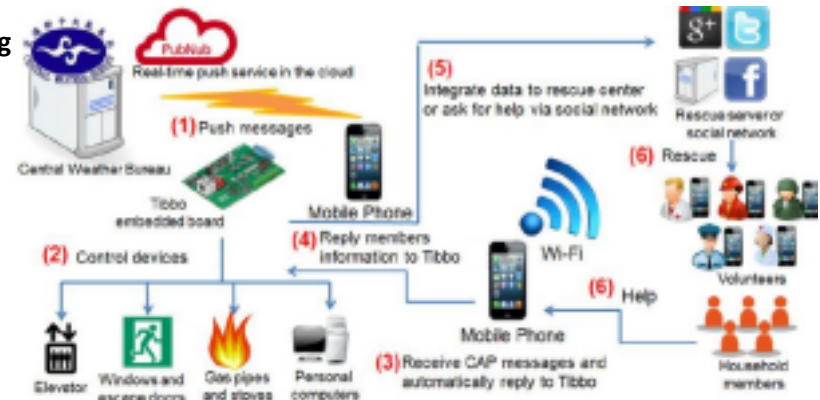 g
PubNub
Real-time push service in the cloud
(1) Push messages
Central Weather Bureau
Tibbo
embedded board
Mobile Phone
(2) Control devices
Elevator
Windows and
escape doors
Gas pipes
and stoves
Personal
computers
(3) Receive CAP messages and
automatically reply to Tibbo
Mobile Phone
Wi-Fi
(4) Reply members
information to Tibbo
(5)
Integrate data to rescue center
or ask for help via social network
g+
f
Rescue server or
social network
(6) Rescue
Volunteers
(6) Help
Household
members